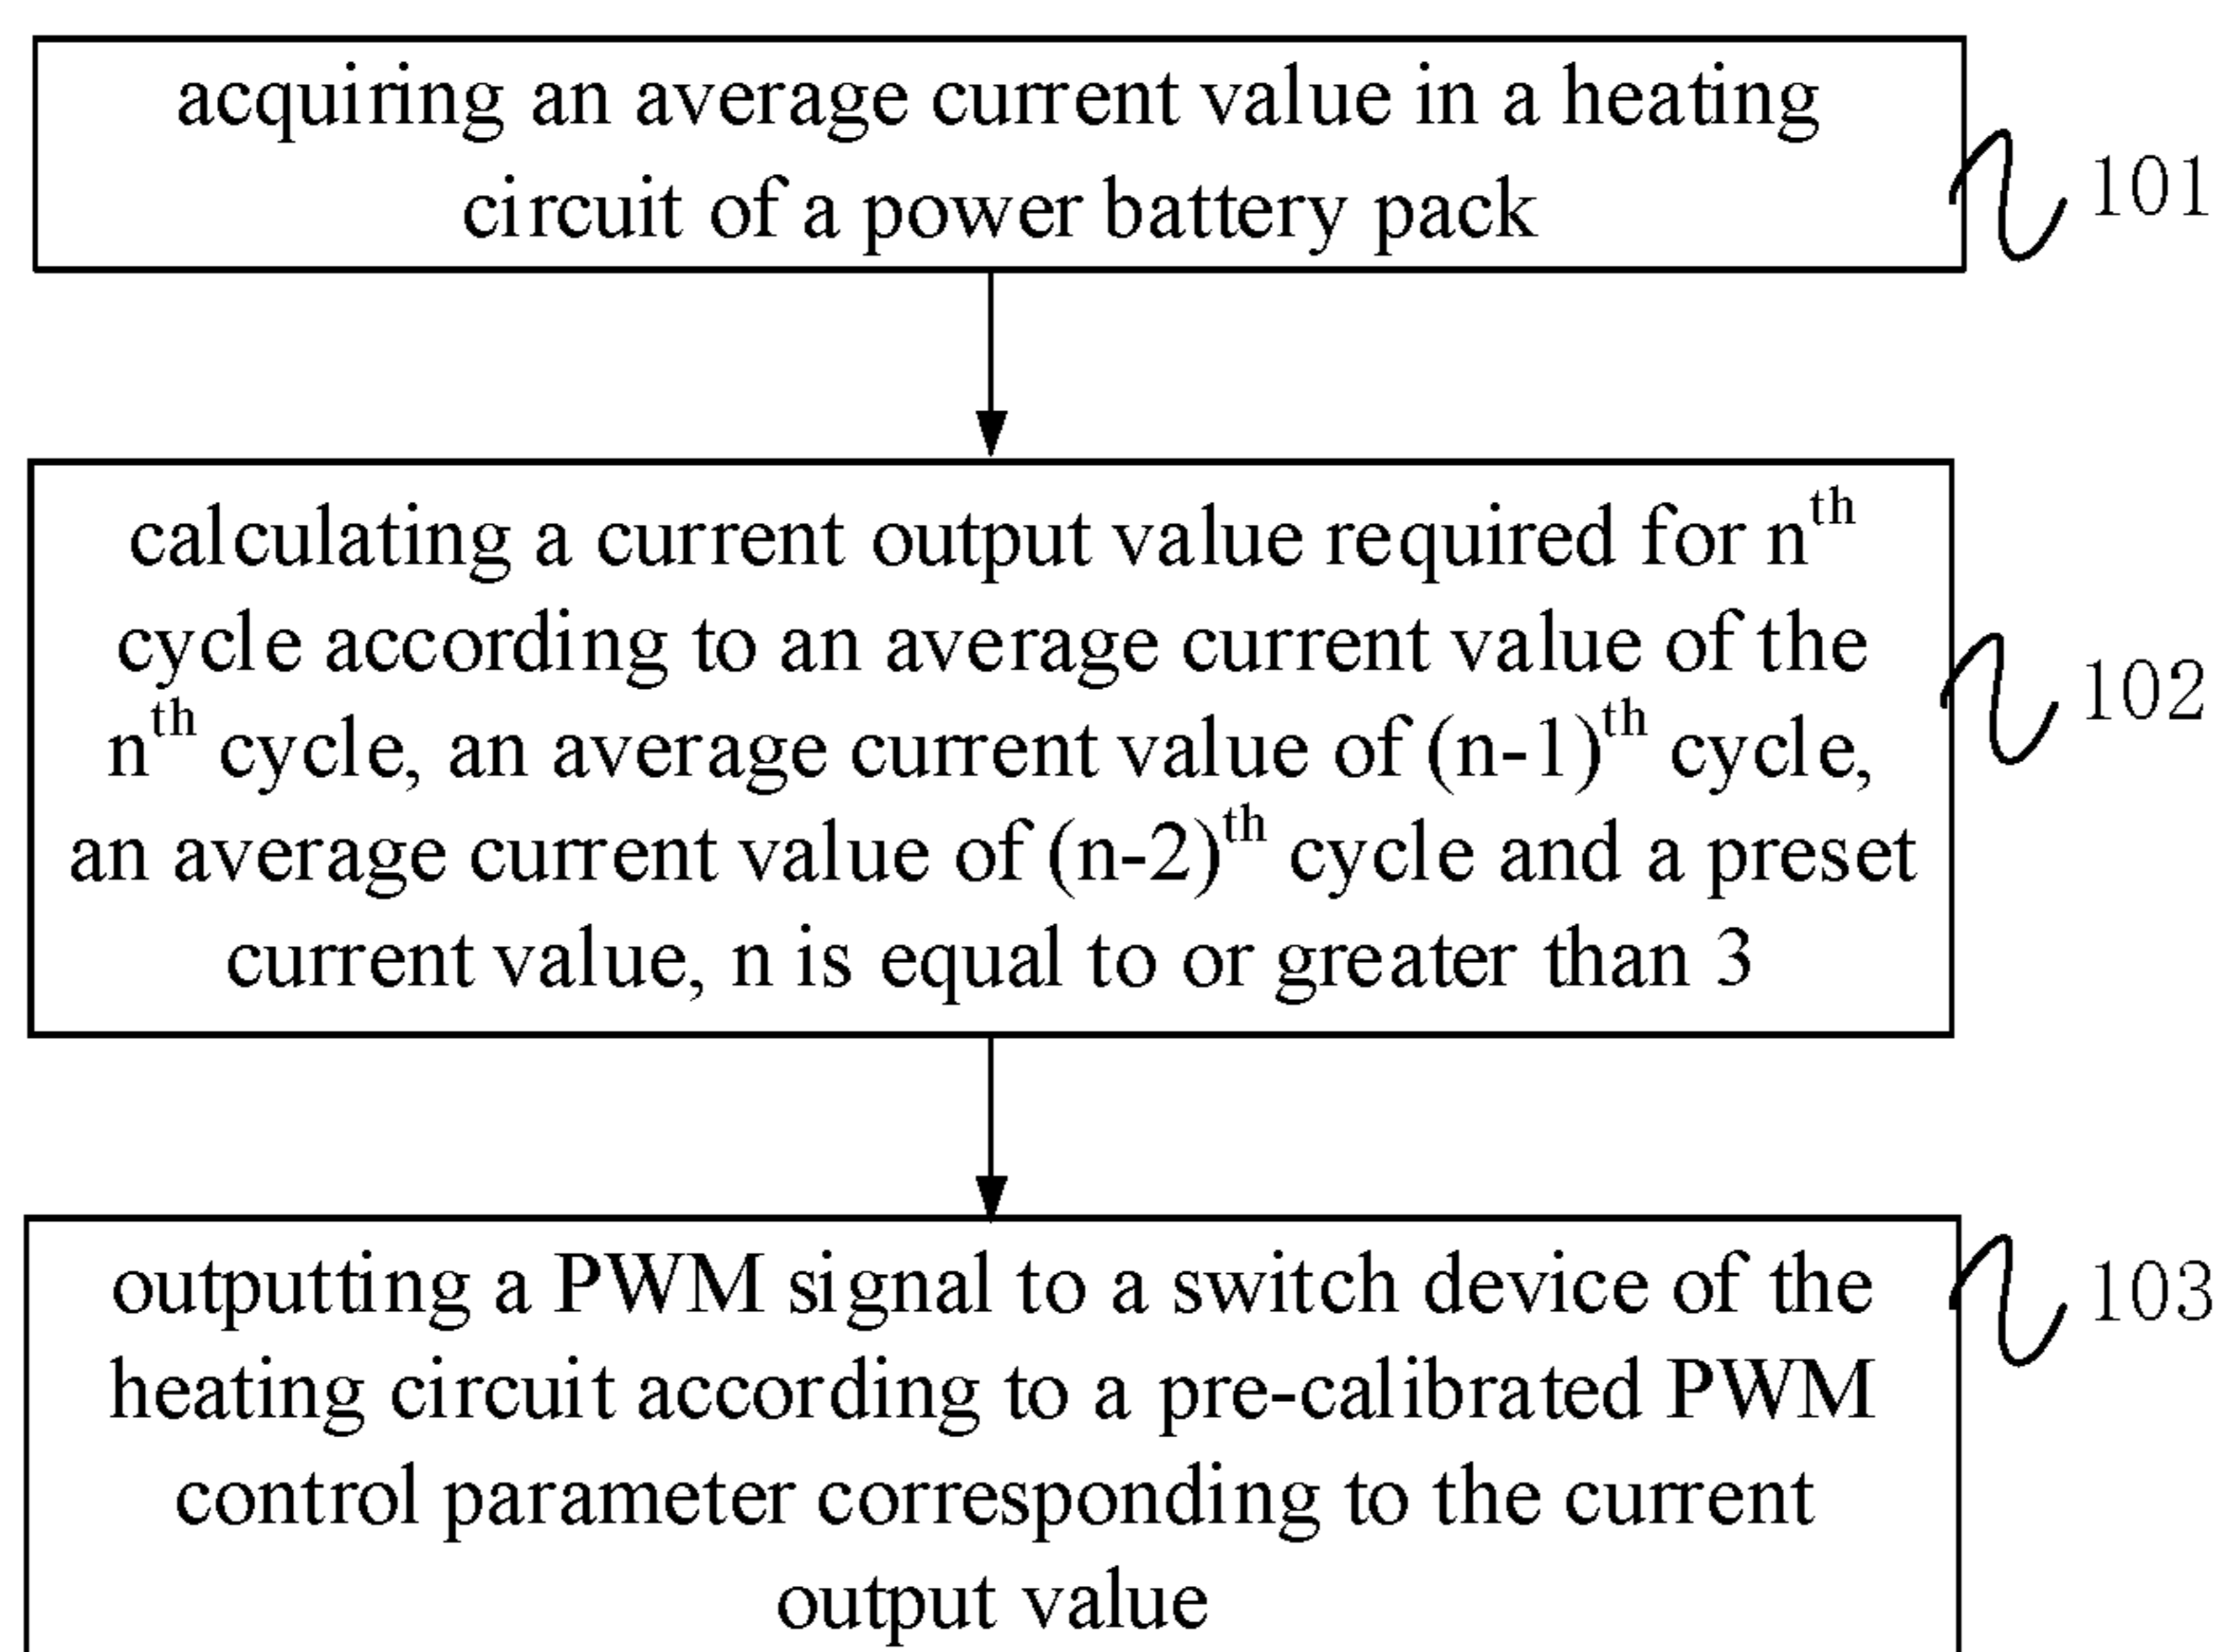 acquiring an average current value in a heating
circuit of a power battery pack
101
calculating a current output value required for nth
cycle according to an average current value of the
nth cycle, an average current value of (n-1)th cycle,
an average current value of (n-2)th cycle and a preset
current value, n is equal to or greater than 3
102
outputting a PWM signal to a switch device of the
heating circuit according to a pre-calibrated PWM
control parameter corresponding to the current
output value
103